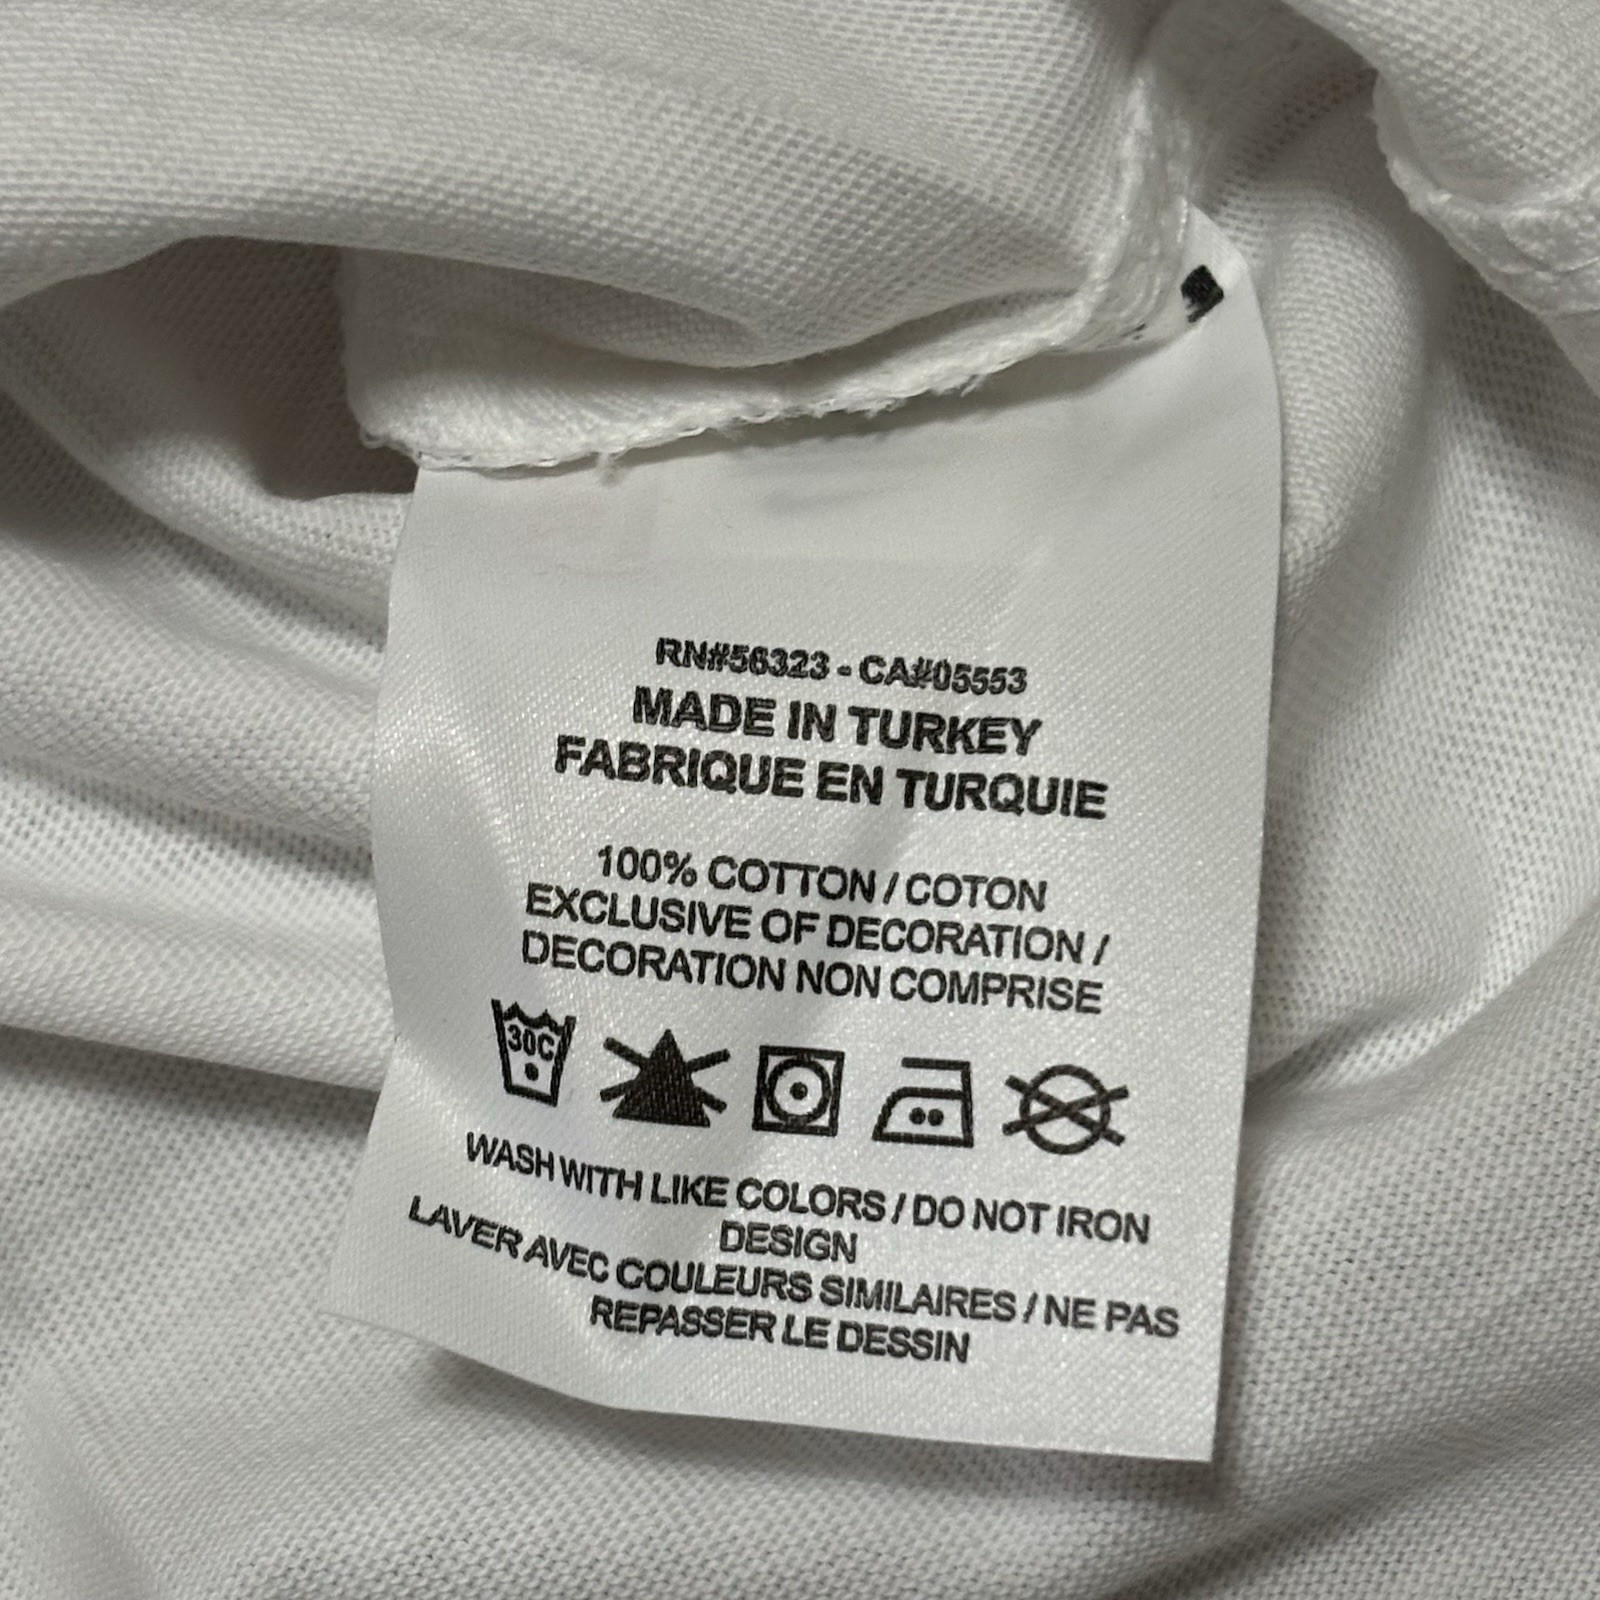 RN#56323 - CA#05553
MADE IN TURKEY
FABRIQUE EN TURQUIE
100% COTTON / COTON
EXCLUSIVE OF DECORATION /
DECORATION NON COMPRISE
30C
WASH WITH LIKE COLORS / DO NOT IRON
DESIGN
LAVER AVEC COULEURS SIMILAIRES / NE PAS
REPASSER LE DESSIN